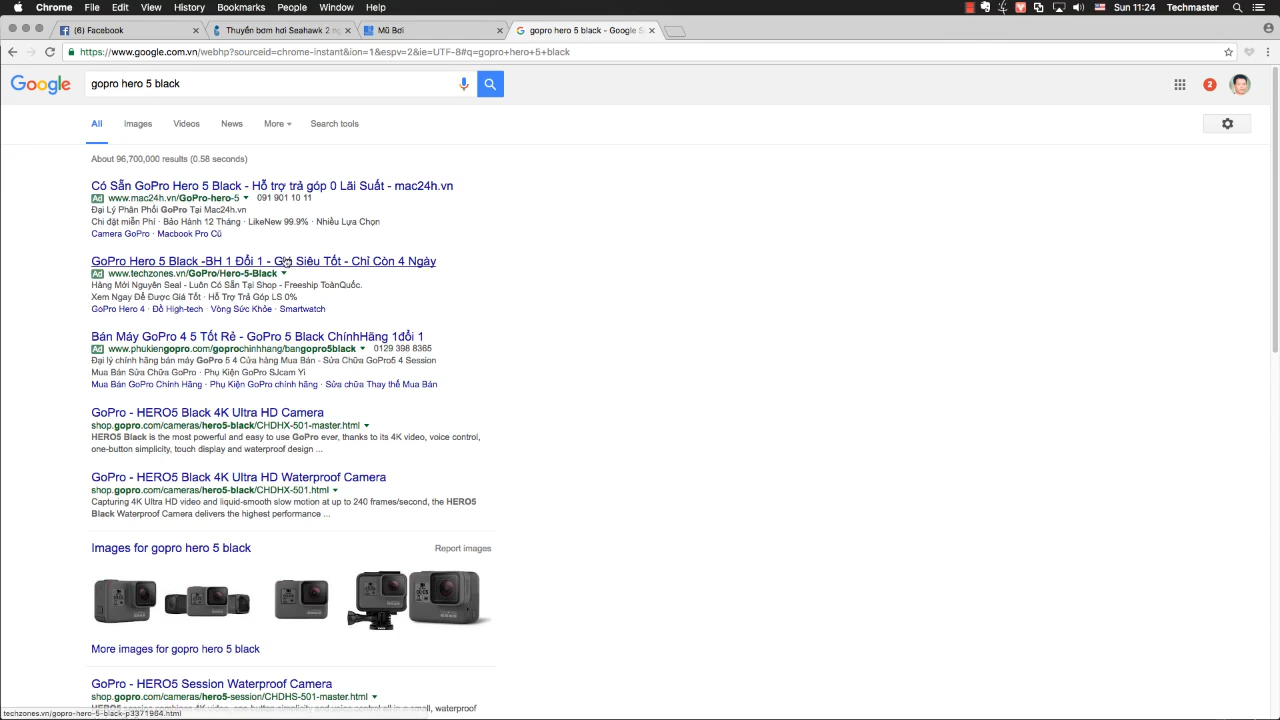 Chrome File Edit View History Bookmarks People Window Help Sun 11:24 Techmaster
(6) Facebook Thuyền bơm hơi Seahawk 2 ng Mũ Bơi gopro hero 5 black - Google S
https://www.google.com.vn/webhp?sourceid=chrome-instant&ion=1&espv=2&ie=UTF-8#q=gopro+hero+5+black
Google gopro hero 5 black 2
All Images Videos News More Search tools
About 96,700,000 results (0.58 seconds)
Có Sẵn GoPro Hero 5 Black - Hỗ trợ trả góp 0 Lãi Suất - mac24h.vn
Ad www.mac24h.vn/GoPro-hero-5 091 901 10 11
Đại Lý Phân Phối GoPro Tại Mac24h.vn
Chi đặt miễn Phí · Bảo Hành 12 Tháng · LikeNew 99.9% · Nhiều Lựa Chọn
Camera GoPro · Macbook Pro Cũ
GoPro Hero 5 Black -BH 1 Đổi 1 - Siêu Tốt - Chỉ Còn 4 Ngày
Ad www.techzones.vn/GoPro/Hero-5-Black
Hàng Mới Nguyên Seal - Luôn Có Sẵn Tại Shop - Freeship ToànQuốc.
Xem Ngay Để Được Giá Tốt · Hỗ Trợ Trả Góp LS 0%
GoPro Hero 4 · Đồ High-tech · Vòng Sức Khỏe · Smartwatch
Bán Máy GoPro 4 5 Tốt Rẻ - GoPro 5 Black ChínhHãng 1đổi 1
Ad www.phukiengopro.com/goprochinhhang/bangopro5black 0129 398 8365
Đại lý chính hãng bán máy GoPro 5 4 Cửa hàng Mua Bán - Sửa Chữa GoPro5 4 Session
Mua Bán Sửa Chữa GoPro · Phụ Kiện GoPro SJcam Yi
Mua Bán GoPro Chính Hãng · Phụ Kiện GoPro chính hãng · Sửa chữa Thay thế Mua Bán
GoPro - HERO5 Black 4K Ultra HD Camera
shop.gopro.com/cameras/hero5-black/CHDHX-501-master.html
HERO5 Black is the most powerful and easy to use GoPro ever, thanks to its 4K video, voice control,
one-button simplicity, touch display and waterproof design ...
GoPro - HERO5 Black 4K Ultra HD Waterproof Camera
shop.gopro.com/cameras/hero5-black/CHDHX-501.html
Capturing 4K Ultra HD video and liquid-smooth slow motion at up to 240 frames/second, the HERO5
Black Waterproof Camera delivers the highest performance ...
Images for gopro hero 5 black Report images
More images for gopro hero 5 black
GoPro - HERO5 Session Waterproof Camera
shop.gopro.com/cameras/hero5-session/CHDHS-501-master.html
HERO5 Session combines 4K video, one-button simplicity and voice control all in a small, waterproof
techzones.vn/gopro-hero-5-black-p3371964.html